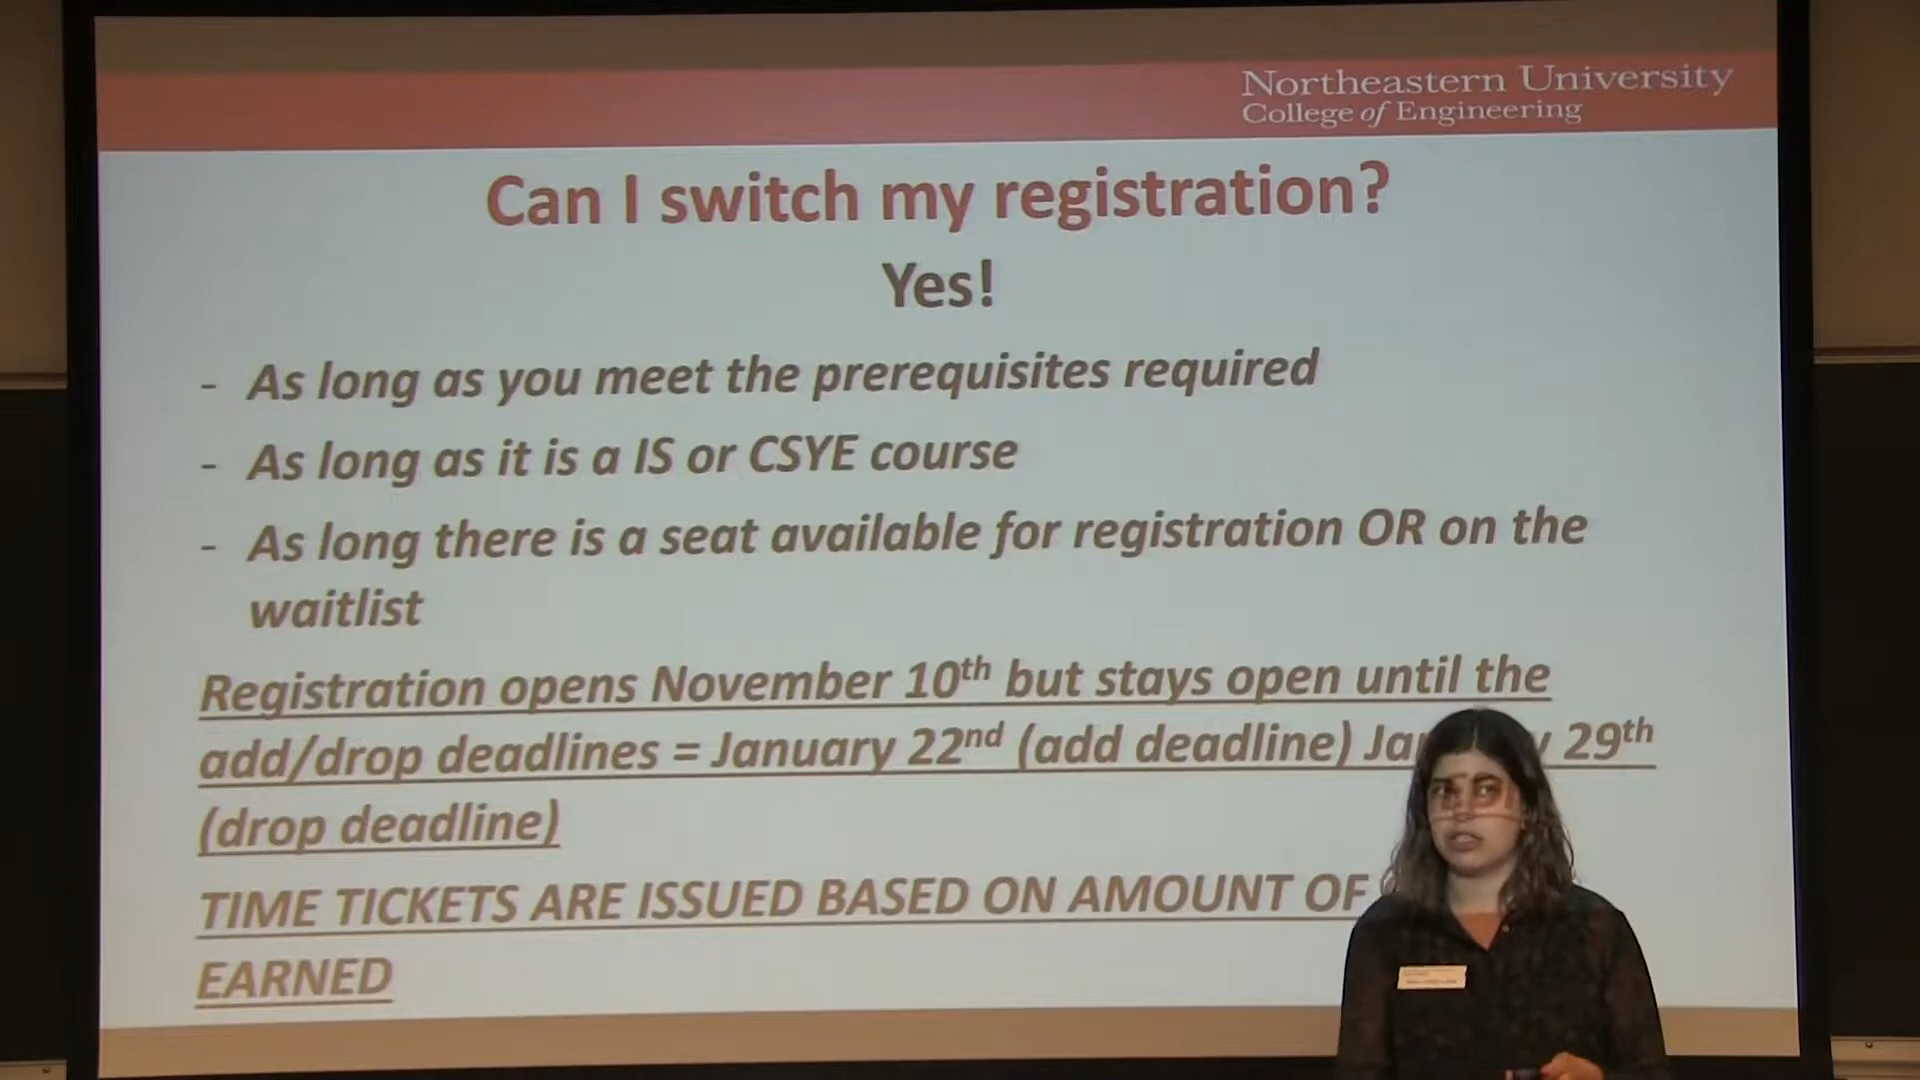 Northeastern University
College of Engineering
Can I switch my registration?
Yes!
- As long as you meet the prerequisites required
- As long as it is a IS or CSYE course
- As long there is a seat available for registration OR on the
waitlist
Registration opens November 10th but stays open until the
add/drop deadlines = January 22nd (add deadline) 29th
(drop deadline)
TIME TICKETS ARE ISSUED BASED ON AMOUNT OF
EARNED